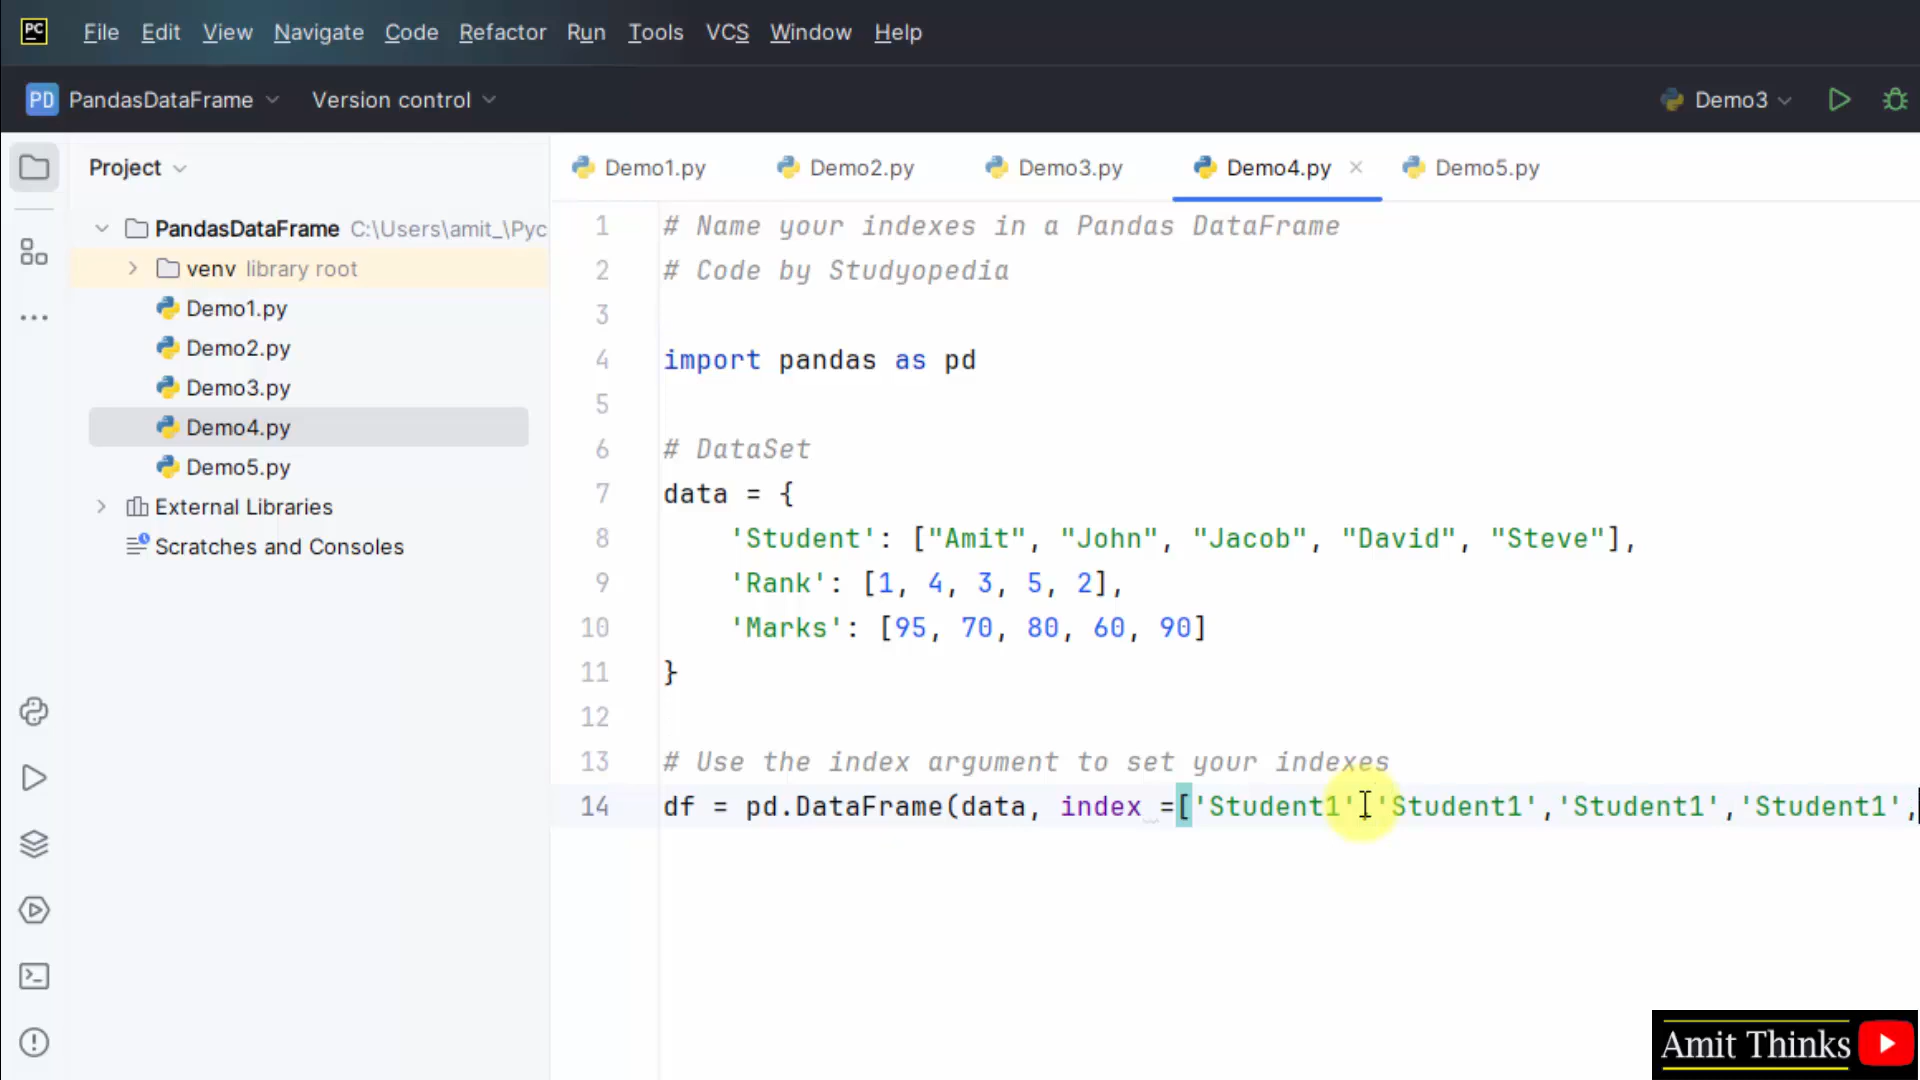 PC File Edit View Navigate Code Refactor Run Tools VCS Window Help
PD PandasDataFrame Version control Demo3
Project
PandasDataFrame C:\Users\amit_\Pyc
venv library root
Demo1.py
Demo2.py
Demo3.py
Demo4.py
Demo5.py
External Libraries
Scratches and Consoles
Demo1.py Demo2.py Demo3.py Demo4.py Demo5.py
1 # Name your indexes in a Pandas DataFrame
2 # Code by Studyopedia
3
4 import pandas as pd
5
6 # DataSet
7 data = {
8 'Student': ["Amit", "John", "Jacob", "David", "Steve"],
9 'Rank': [1, 4, 3, 5, 2],
10 'Marks': [95, 70, 80, 60, 90]
11 }
12
13 # Use the index argument to set your indexes
14 df = pd.DataFrame(data, index =['Student1','Student1','Student1','Student1',
Amit Thinks